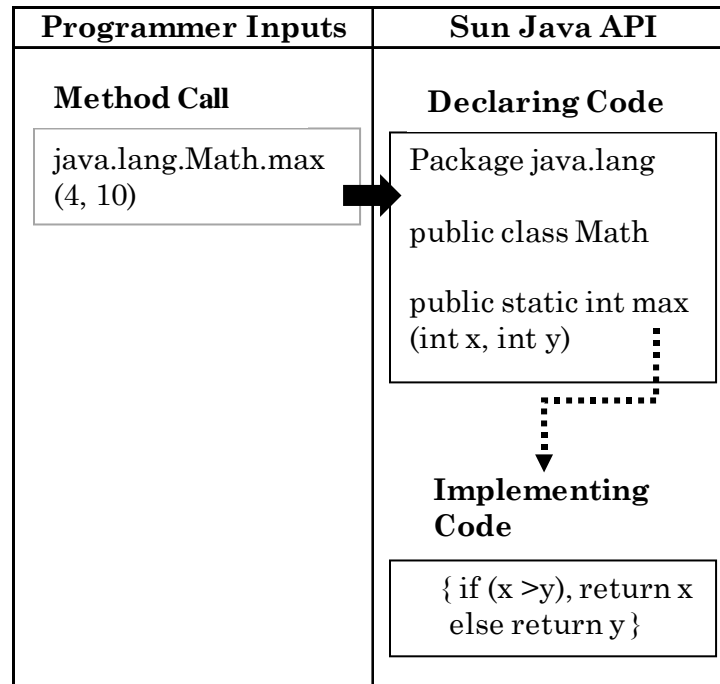 Programmer Inputs
Sun Java API
Method Call
java.lang.Math.max
(4, 10)
Declaring Code
Package java.lang
public class Math
public static int max
(int x, int y)
Implementing
Code
{ if (x >y), return x
else return y }